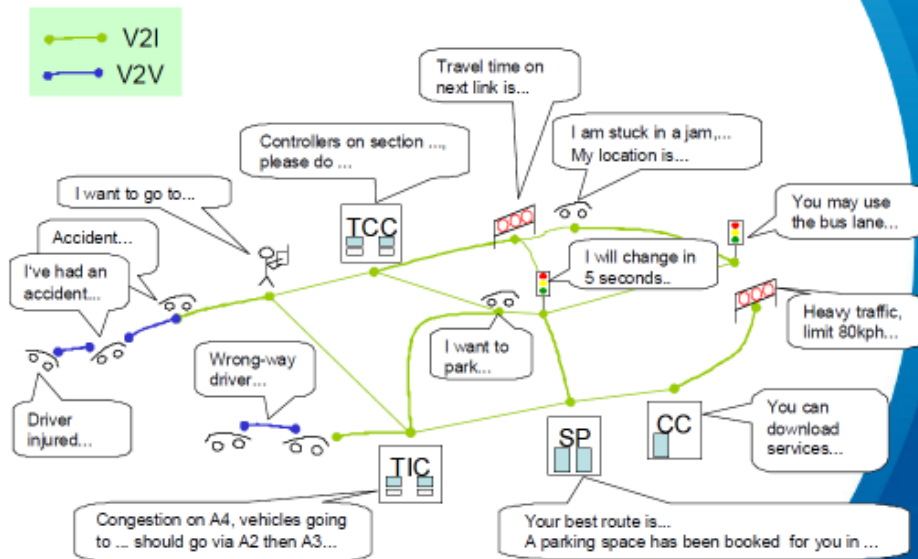 V2I
V2V
Travel time on
next link is...
I am stuck in a jam,...
My location is...
Controllers on section ...,
please do ...
You may use
the bus lane...
I want to go to...
TCC
Accident...
I will change in
5 seconds..
I've had an
accident...
Heavy traffic,
limit 80kph...
I want to
park...
Wrong-way
driver...
Driver
injured...
You can
download
services...
TIC
SP
CC
Congestion on A4, vehicles going
to ... should go via A2 then A3...
Your best route is...
A parking space has been booked for you in ...